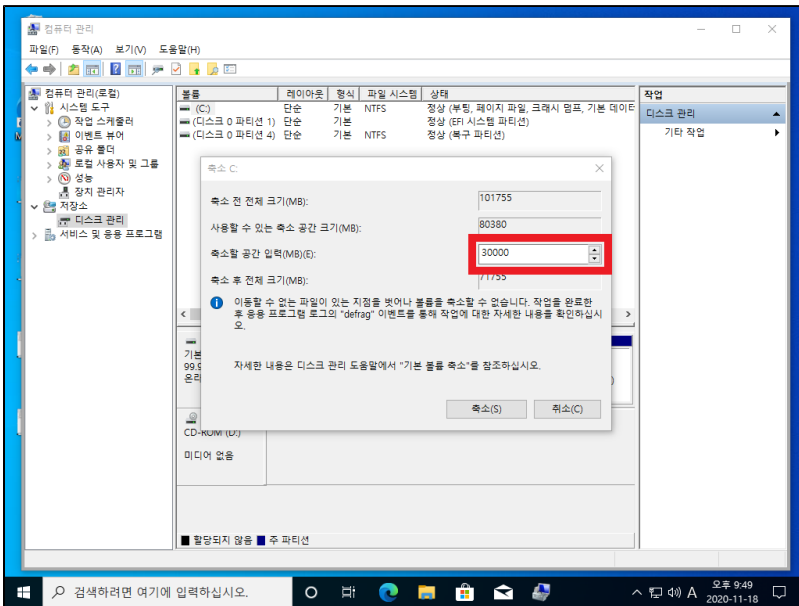 컴퓨터 관리
파일(F) 동작(A) 보기(V) 도움말(H)
컴퓨터 관리(로컬)
시스템 도구
작업 스케줄러
이벤트 뷰어
공유 폴더
로컬 사용자 및 그룹
성능
장치 관리자
저장소
디스크 관리
서비스 및 응용 프로그램
볼륨 레이아웃 형식 파일 시스템 상태
(C:) 단순 기본 NTFS 정상 (부팅, 페이지 파일, 크래시 덤프, 기본 데이터
(디스크 0 파티션 1) 단순 기본 정상 (EFI 시스템 파티션)
(디스크 0 파티션 4) 단순 기본 NTFS 정상 (복구 파티션)
작업
디스크 관리
기타 작업
축소 C:
축소 전 전체 크기(MB): 101755
사용할 수 있는 축소 공간 크기(MB): 80380
축소할 공간 입력(MB)(E): 30000
축소 후 전체 크기(MB): 71755
이동할 수 없는 파일이 있는 지점을 벗어나 볼륨을 축소할 수 없습니다. 작업을 완료한
후 응용 프로그램 로그의 "defrag" 이벤트를 통해 작업에 대한 자세한 내용을 확인하십시
오.
자세한 내용은 디스크 관리 도움말에서 "기본 볼륨 축소"를 참조하십시오.
축소(S) 취소(C)
기본
99.9
온라
CD-ROM (D:)
미디어 없음
할당되지 않음 주 파티션
검색하려면 여기에 입력하십시오.
A
오후 9:49
2020-11-18